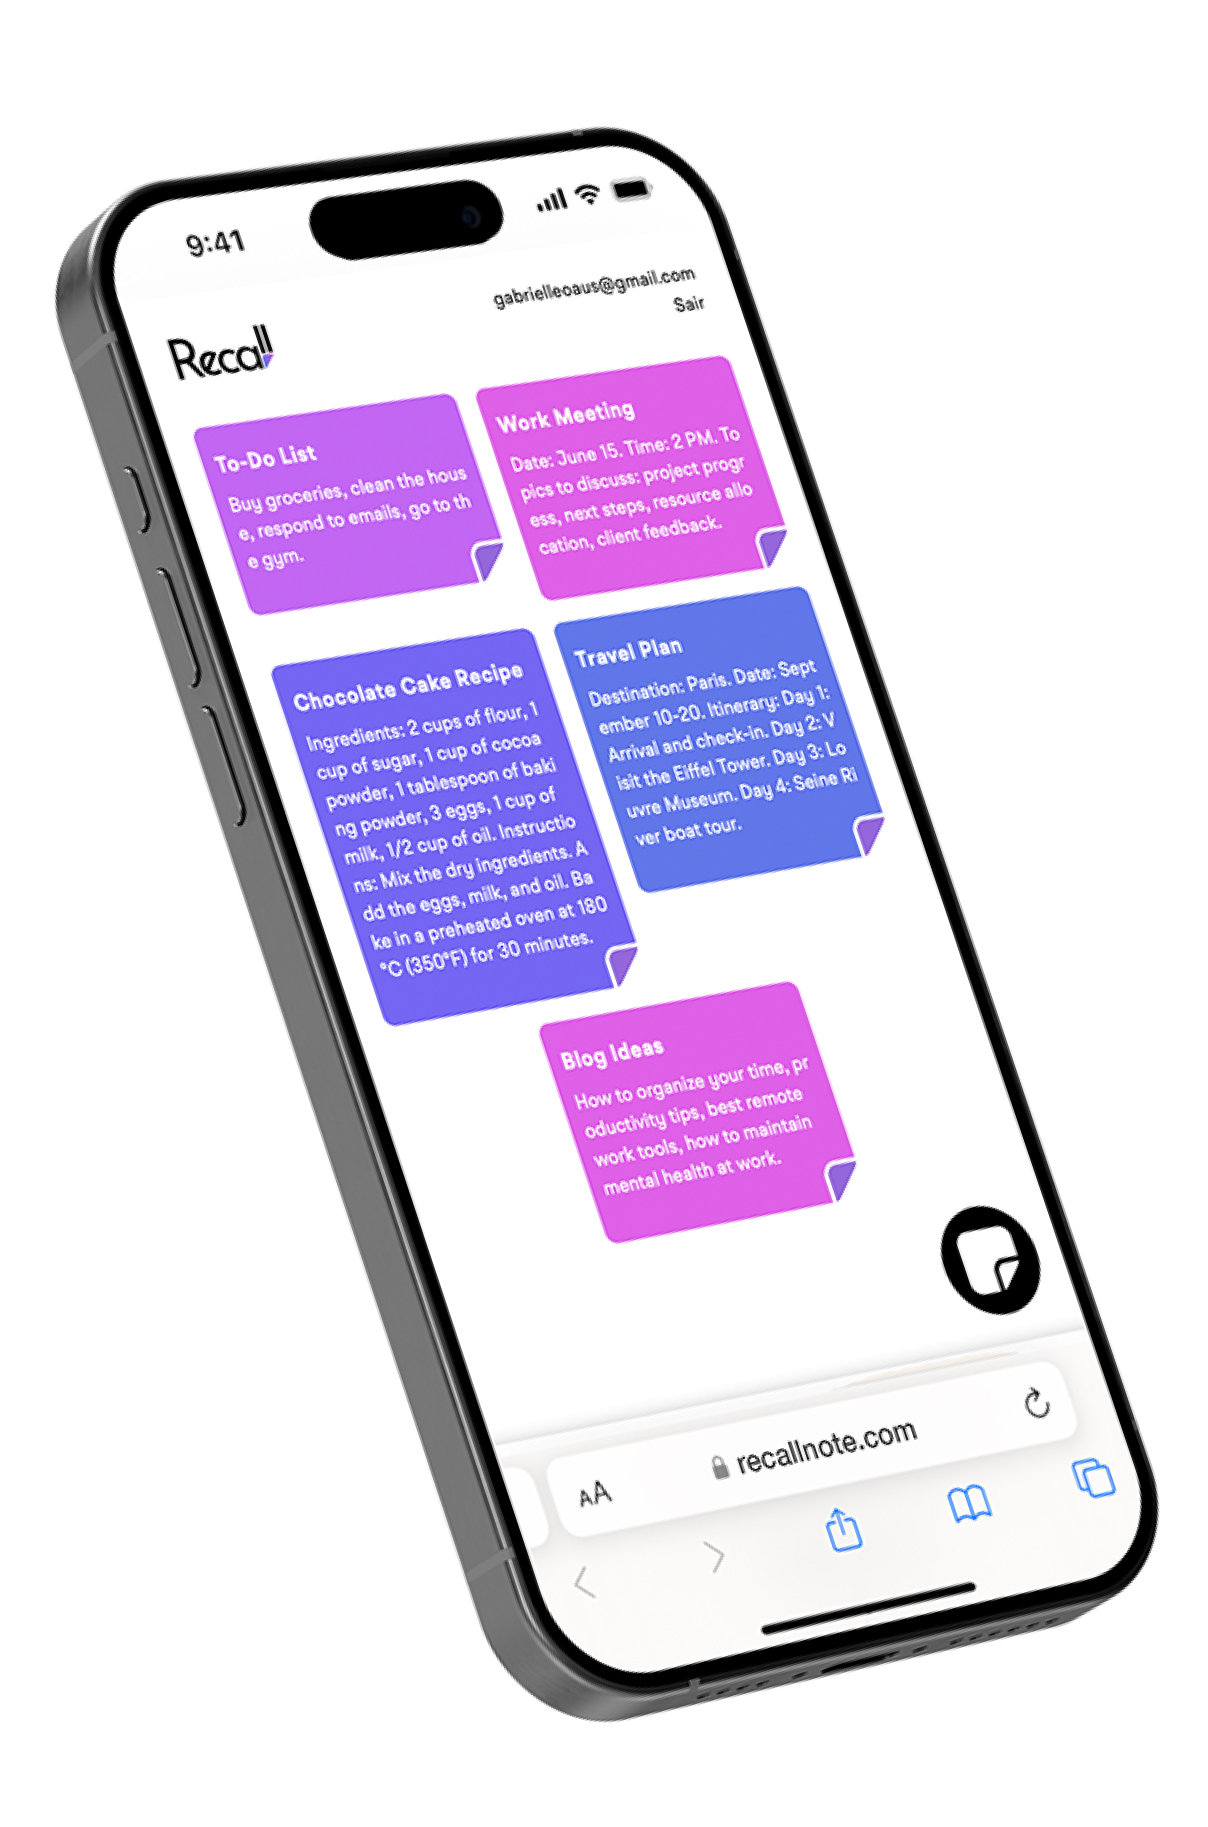 9:41
gabrielleoaus@gmail.com
Sair
Recall
To-Do List
Buy groceries, clean the hous
e, respond to emails, go to th
e gym.
Work Meeting
Date: June 15. Time: 2 PM. To
pics to discuss: project progr
ess, next steps, resource allo
cation, client feedback.
Chocolate Cake Recipe
Ingredients: 2 cups of flour, 1
cup of sugar, 1 cup of cocoa
powder, 1 tablespoon of baki
ng powder, 3 eggs, 1 cup of
milk, 1/2 cup of oil. Instructio
ns: Mix the dry ingredients. A
dd the eggs, milk, and oil. Ba
ke in a preheated oven at 180
°C (350°F) for 30 minutes.
Travel Plan
Destination: Paris. Date: Sept
ember 10-20. Itinerary: Day 1:
Arrival and check-in. Day 2: V
isit the Eiffel Tower. Day 3: Lo
uvre Museum. Day 4: Seine Ri
ver boat tour.
Blog Ideas
How to organize your time, pr
oductivity tips, best remote
work tools, how to maintain
mental health at work.
AA
recallnote.com